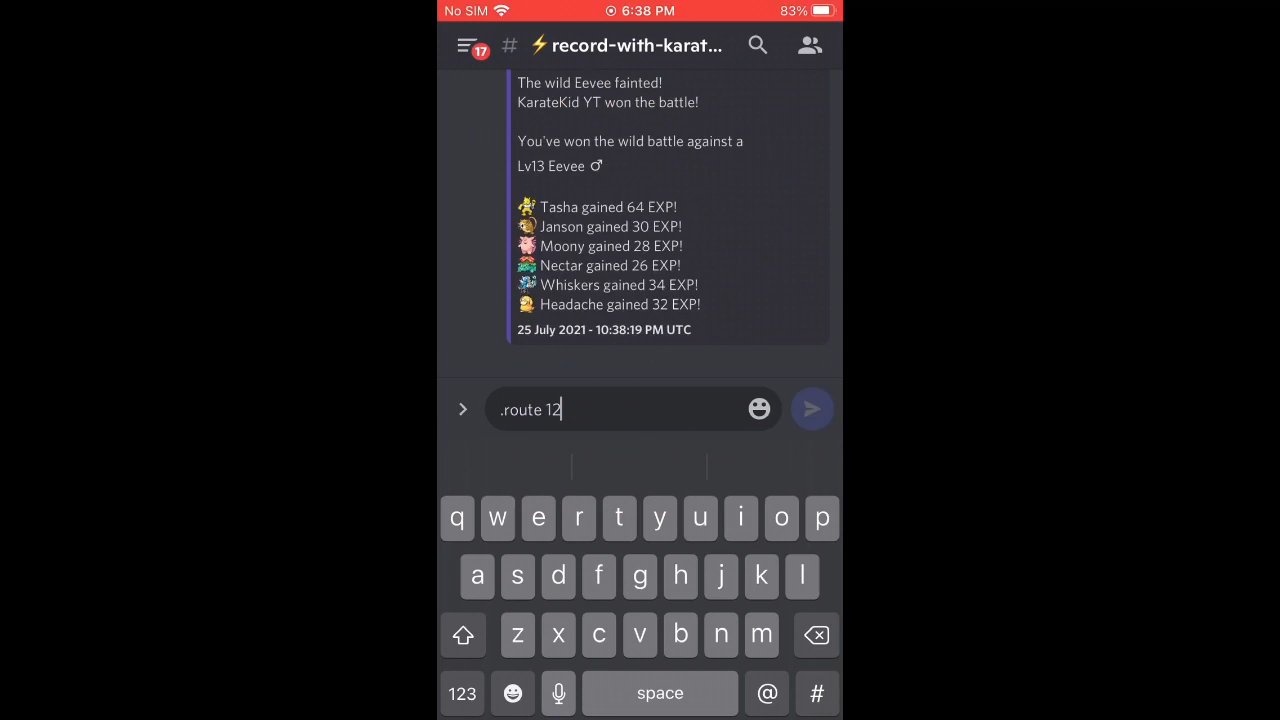 No SIM 6:38 PM 83%
17 # ⚡record-with-karat...
The wild Eevee fainted!
KarateKid YT won the battle!
You've won the wild battle against a
Lv13 Eevee ♂
Tasha gained 64 EXP!
Janson gained 30 EXP!
Moony gained 28 EXP!
Nectar gained 26 EXP!
Whiskers gained 34 EXP!
Headache gained 32 EXP!
25 July 2021 - 10:38:19 PM UTC
.route 12
q w e r t y u i o p
a s d f g h j k l
z x c v b n m
123 space @ #